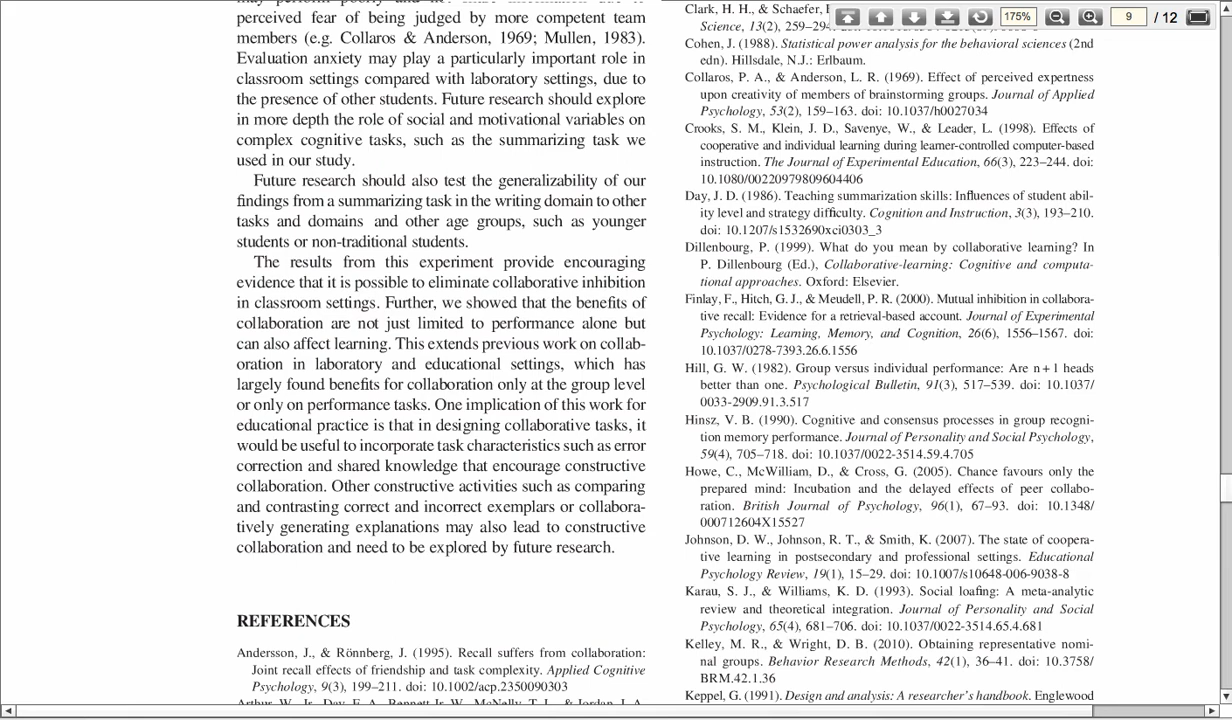 perceived fear of being judged by more competent team
members (e.g. Collaros & Anderson, 1969; Mullen, 1983).
Evaluation anxiety may play a particularly important role in
classroom settings compared with laboratory settings, due to
the presence of other students. Future research should explore
in more depth the role of social and motivational variables on
complex cognitive tasks, such as the summarizing task we
used in our study.
Future research should also test the generalizability of our
findings from a summarizing task in the writing domain to other
tasks and domains and other age groups, such as younger
students or non-traditional students.
The results from this experiment provide encouraging
evidence that it is possible to eliminate collaborative inhibition
in classroom settings. Further, we showed that the benefits of
collaboration are not just limited to performance alone but
can also affect learning. This extends previous work on collab-
oration in laboratory and educational settings, which has
largely found benefits for collaboration only at the group level
or only on performance tasks. One implication of this work for
educational practice is that in designing collaborative tasks, it
would be useful to incorporate task characteristics such as error
correction and shared knowledge that encourage constructive
collaboration. Other constructive activities such as comparing
and contrasting correct and incorrect exemplars or collabora-
tively generating explanations may also lead to constructive
collaboration and need to be explored by future research.
REFERENCES
Andersson, J., & Rönnberg, J. (1995). Recall suffers from collaboration:
Joint recall effects of friendship and task complexity. Applied Cognitive
Psychology, 9(3), 199–211. doi: 10.1002/acp.2350090303
Clark, H. H., & Schaefer,
Science, 13(2), 259–294.
Cohen, J. (1988). Statistical power analysis for the behavioral sciences (2nd
edn). Hillsdale, N.J.: Erlbaum.
Collaros, P. A., & Anderson, L. R. (1969). Effect of perceived expertness
upon creativity of members of brainstorming groups. Journal of Applied
Psychology, 53(2), 159–163. doi: 10.1037/h0027034
Crooks, S. M., Klein, J. D., Savenye, W., & Leader, L. (1998). Effects of
cooperative and individual learning during learner-controlled computer-based
instruction. The Journal of Experimental Education, 66(3), 223–244. doi:
10.1080/00220979809604406
Day, J. D. (1986). Teaching summarization skills: Influences of student abil-
ity level and strategy difficulty. Cognition and Instruction, 3(3), 193–210.
doi: 10.1207/s1532690xci0303_3
Dillenbourg, P. (1999). What do you mean by collaborative learning? In
P. Dillenbourg (Ed.), Collaborative-learning: Cognitive and computa-
tional approaches. Oxford: Elsevier.
Finlay, F., Hitch, G. J., & Meudell, P. R. (2000). Mutual inhibition in collabora-
tive recall: Evidence for a retrieval-based account. Journal of Experimental
Psychology: Learning, Memory, and Cognition, 26(6), 1556–1567. doi:
10.1037/0278-7393.26.6.1556
Hill, G. W. (1982). Group versus individual performance: Are n + 1 heads
better than one. Psychological Bulletin, 91(3), 517–539. doi: 10.1037/
0033-2909.91.3.517
Hinsz, V. B. (1990). Cognitive and consensus processes in group recogni-
tion memory performance. Journal of Personality and Social Psychology,
59(4), 705–718. doi: 10.1037/0022-3514.59.4.705
Howe, C., McWilliam, D., & Cross, G. (2005). Chance favours only the
prepared mind: Incubation and the delayed effects of peer collabo-
ration. British Journal of Psychology, 96(1), 67–93. doi: 10.1348/
000712604X15527
Johnson, D. W., Johnson, R. T., & Smith, K. (2007). The state of coopera-
tive learning in postsecondary and professional settings. Educational
Psychology Review, 19(1), 15–29. doi: 10.1007/s10648-006-9038-8
Karau, S. J., & Williams, K. D. (1993). Social loafing: A meta-analytic
review and theoretical integration. Journal of Personality and Social
Psychology, 65(4), 681–706. doi: 10.1037/0022-3514.65.4.681
Kelley, M. R., & Wright, D. B. (2010). Obtaining representative nomi-
nal groups. Behavior Research Methods, 42(1), 36–41. doi: 10.3758/
BRM.42.1.36
Keppel, G. (1991). Design and analysis: A researcher's handbook. Englewood
175%
9 / 12